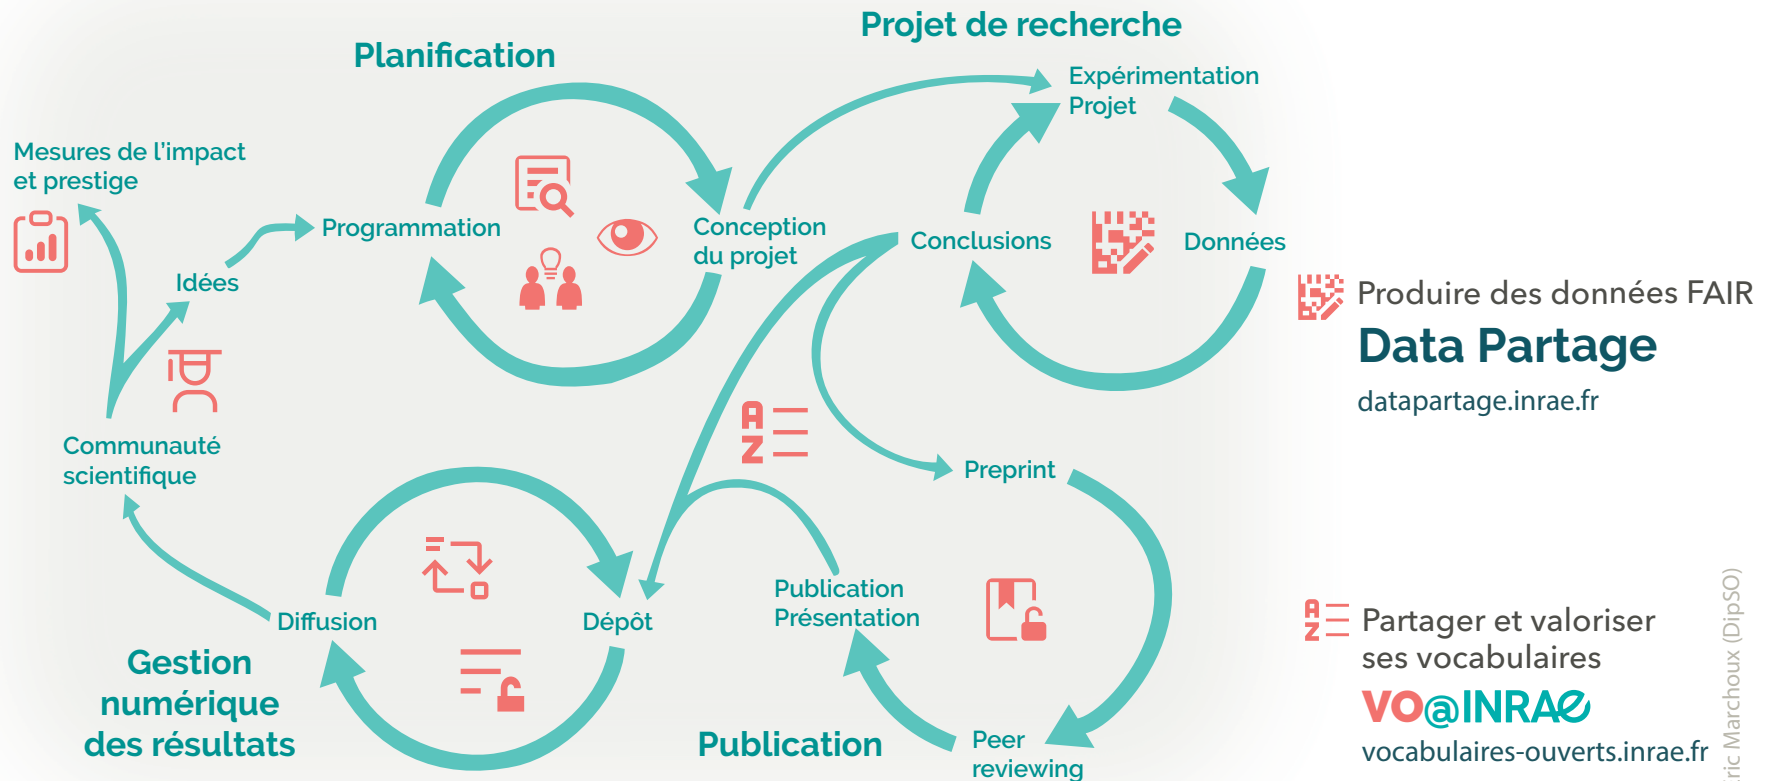 Projet de recherche
Planification
Expérimentation
Projet
Mesures de l’impact
et prestige
Programmation
Conception
du projet
Conclusions
Données
Idées
Produire des données FAIR
Data Partage
datapartage.inrae.fr
A
Z
Communauté
scientifique
Preprint
Publication
Présentation
Diffusion
Dépôt
A
Z
Partager et valoriser
ses vocabulaires
VO@INRAE
vocabulaires-ouverts.inrae.fr
Gestion
numérique
des résultats
Publication
Peer
reviewing
Marchoux (DipSO)